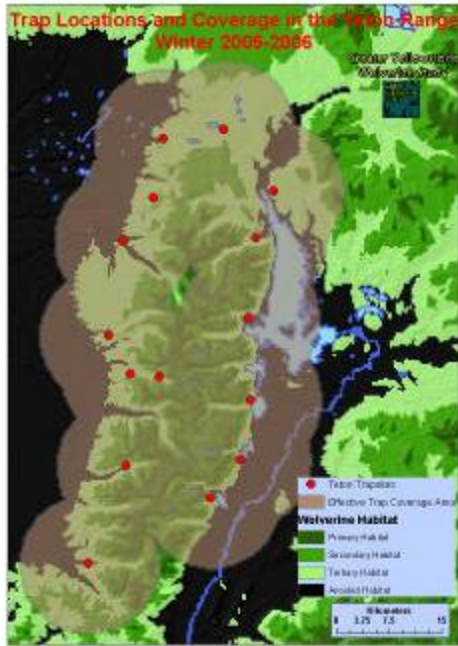 Trap Locations and Coverage in the Teton Range
Winter 2005-2006
Greater Yellowstone
Wolverine Study
Teton Trapsites
Effective Trap Coverage Area
Wolverine Habitat
Primary Habitat
Secondary Habitat
Tertiary Habitat
Avoided Habitat
Kilometers
0 3.75 7.5 15